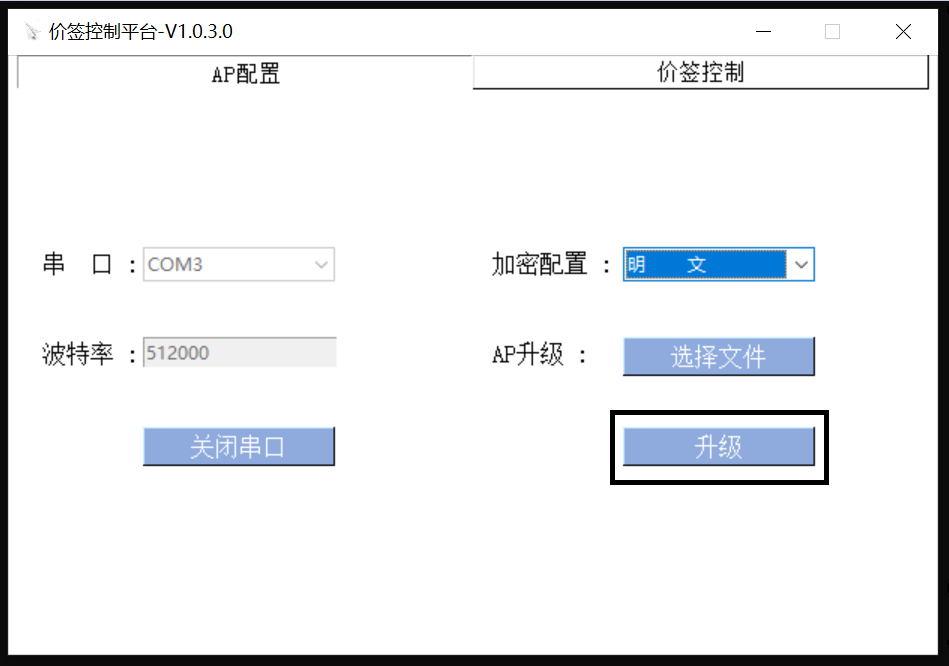 价签控制平台-V1.0.3.0
AP配置 价签控制
串 口 : COM3 加密配置 : 明 文
波特率 : 512000 AP升级 : 选择文件
关闭串口 升级